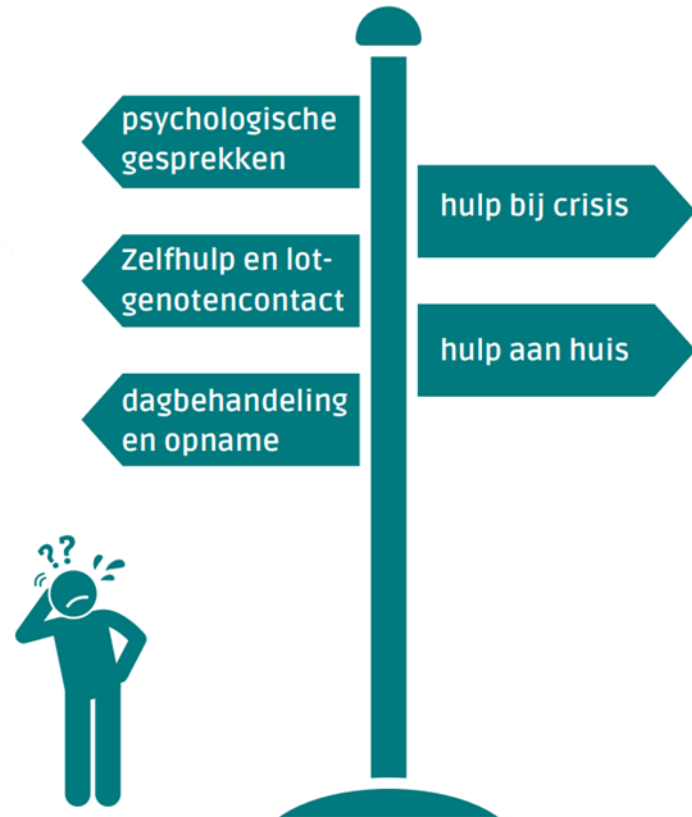 psychologische
gesprekken
hulp bij crisis
Zelfhulp en lot-
genotencontact
hulp aan huis
dagbehandeling
en opname
??